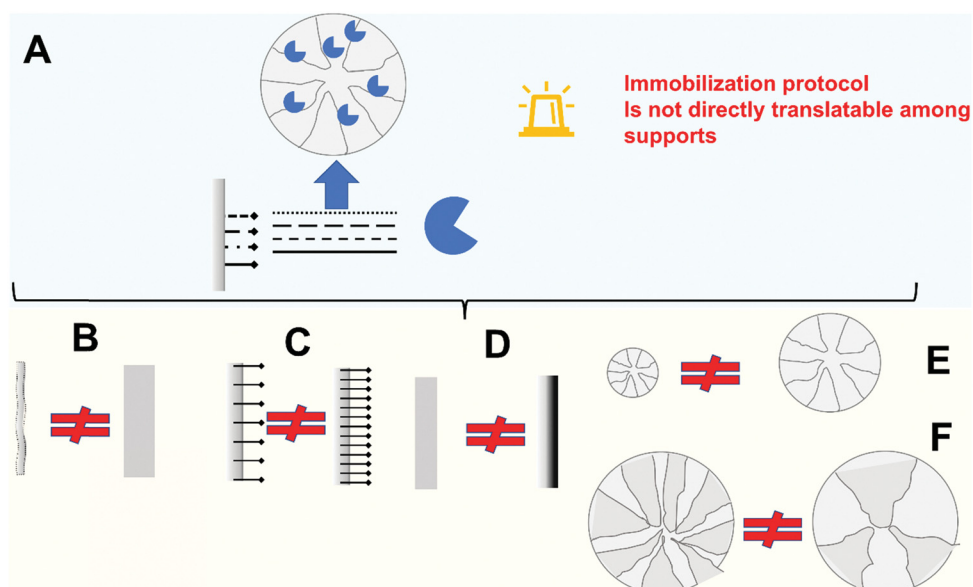 A
Immobilization protocol
Is not directly translatable among
supports
B
C
D
E
F